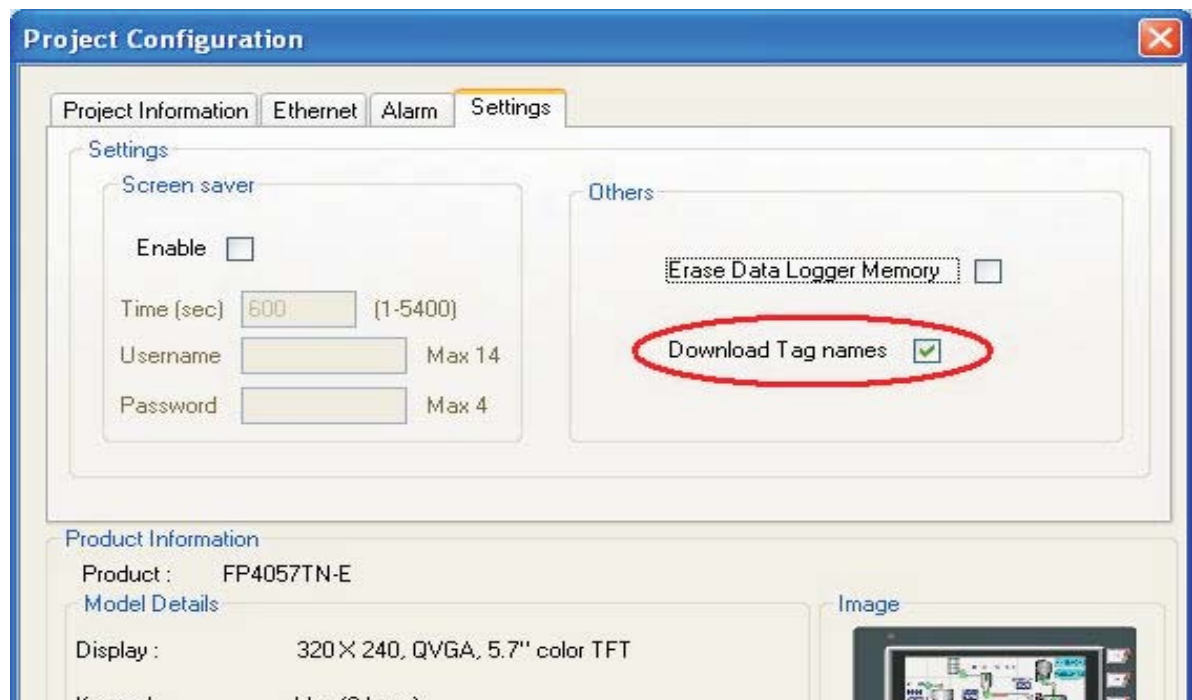 Project Configuration
Project Information Ethernet Alarm Settings
Settings
Screen saver
Enable
Time (sec) 600 (1-5400)
Username Max 14
Password Max 4
Others
Erase Data Logger Memory
Download Tag names
Product Information
Product : FP4057TN-E
Model Details
Display : 320 X 240, QVGA, 5.7" color TFT
Image